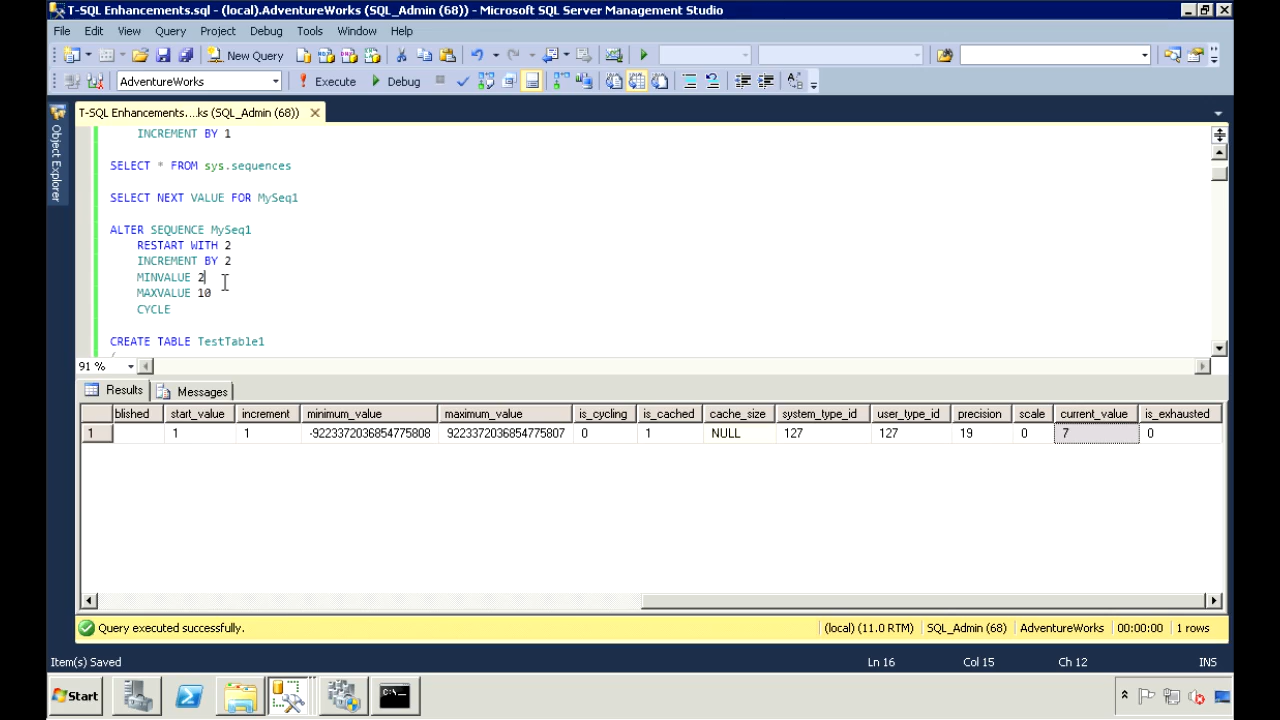 T-SQL Enhancements.sql - (local).AdventureWorks (SQL_Admin (68)) - Microsoft SQL Server Management Studio
File Edit View Query Project Debug Tools Window Help
New Query
AdventureWorks Execute Debug
T-SQL Enhancements....ks (SQL_Admin (68))
Object Explorer
INCREMENT BY 1
SELECT * FROM sys.sequences
SELECT NEXT VALUE FOR MySeq1
ALTER SEQUENCE MySeq1
RESTART WITH 2
INCREMENT BY 2
MINVALUE 2
MAXVALUE 10
CYCLE
CREATE TABLE TestTable1
(
91 %
Results Messages
blished start_value increment minimum_value maximum_value is_cycling is_cached cache_size system_type_id user_type_id precision scale current_value is_exhausted
1 1 1 -9223372036854775808 9223372036854775807 0 1 NULL 127 127 19 0 7 0
Query executed successfully. (local) (11.0 RTM) SQL_Admin (68) AdventureWorks 00:00:00 1 rows
Item(s) Saved Ln 16 Col 15 Ch 12 INS
Start